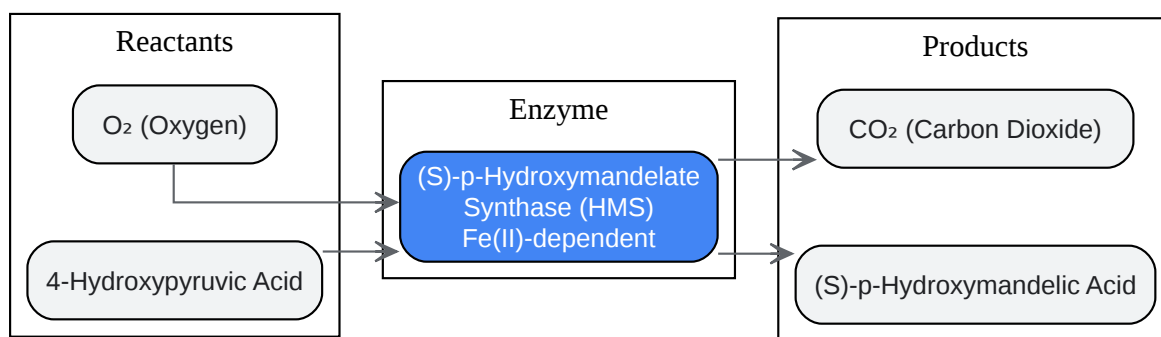 Reactants
O₂ (Oxygen)
4-Hydroxypyruvic Acid
Enzyme
(S)-p-Hydroxymandelate
Synthase (HMS)
Fe(II)-dependent
Products
CO₂ (Carbon Dioxide)
(S)-p-Hydroxymandelic Acid